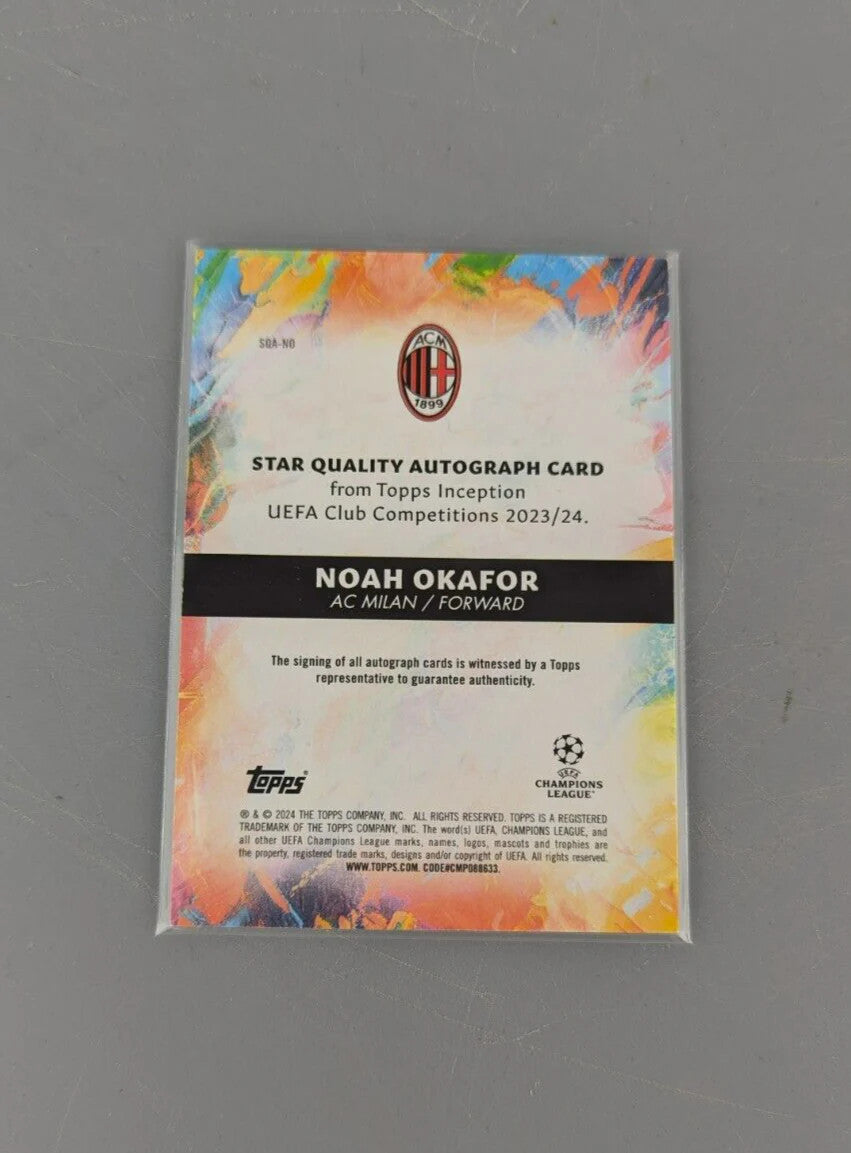 SQA-NO
ACM
1899
STAR QUALITY AUTOGRAPH CARD
from Topps Inception
UEFA Club Competitions 2023/24.
NOAH OKAFOR
AC MILAN / FORWARD
The signing of all autograph cards is witnessed by a Topps
representative to guarantee authenticity.
topps®
UEFA
CHAMPIONS
LEAGUE™
® & © 2024 THE TOPPS COMPANY, INC. ALL RIGHTS RESERVED. TOPPS IS A REGISTERED
TRADEMARK OF THE TOPPS COMPANY, INC. The word(s) UEFA, CHAMPIONS LEAGUE, and
all other UEFA Champions League marks, names, logos, mascots and trophies are
the property, registered trade marks, designs and/or copyright of UEFA. All rights reserved.
WWW.TOPPS.COM. CODE#CMP088633.